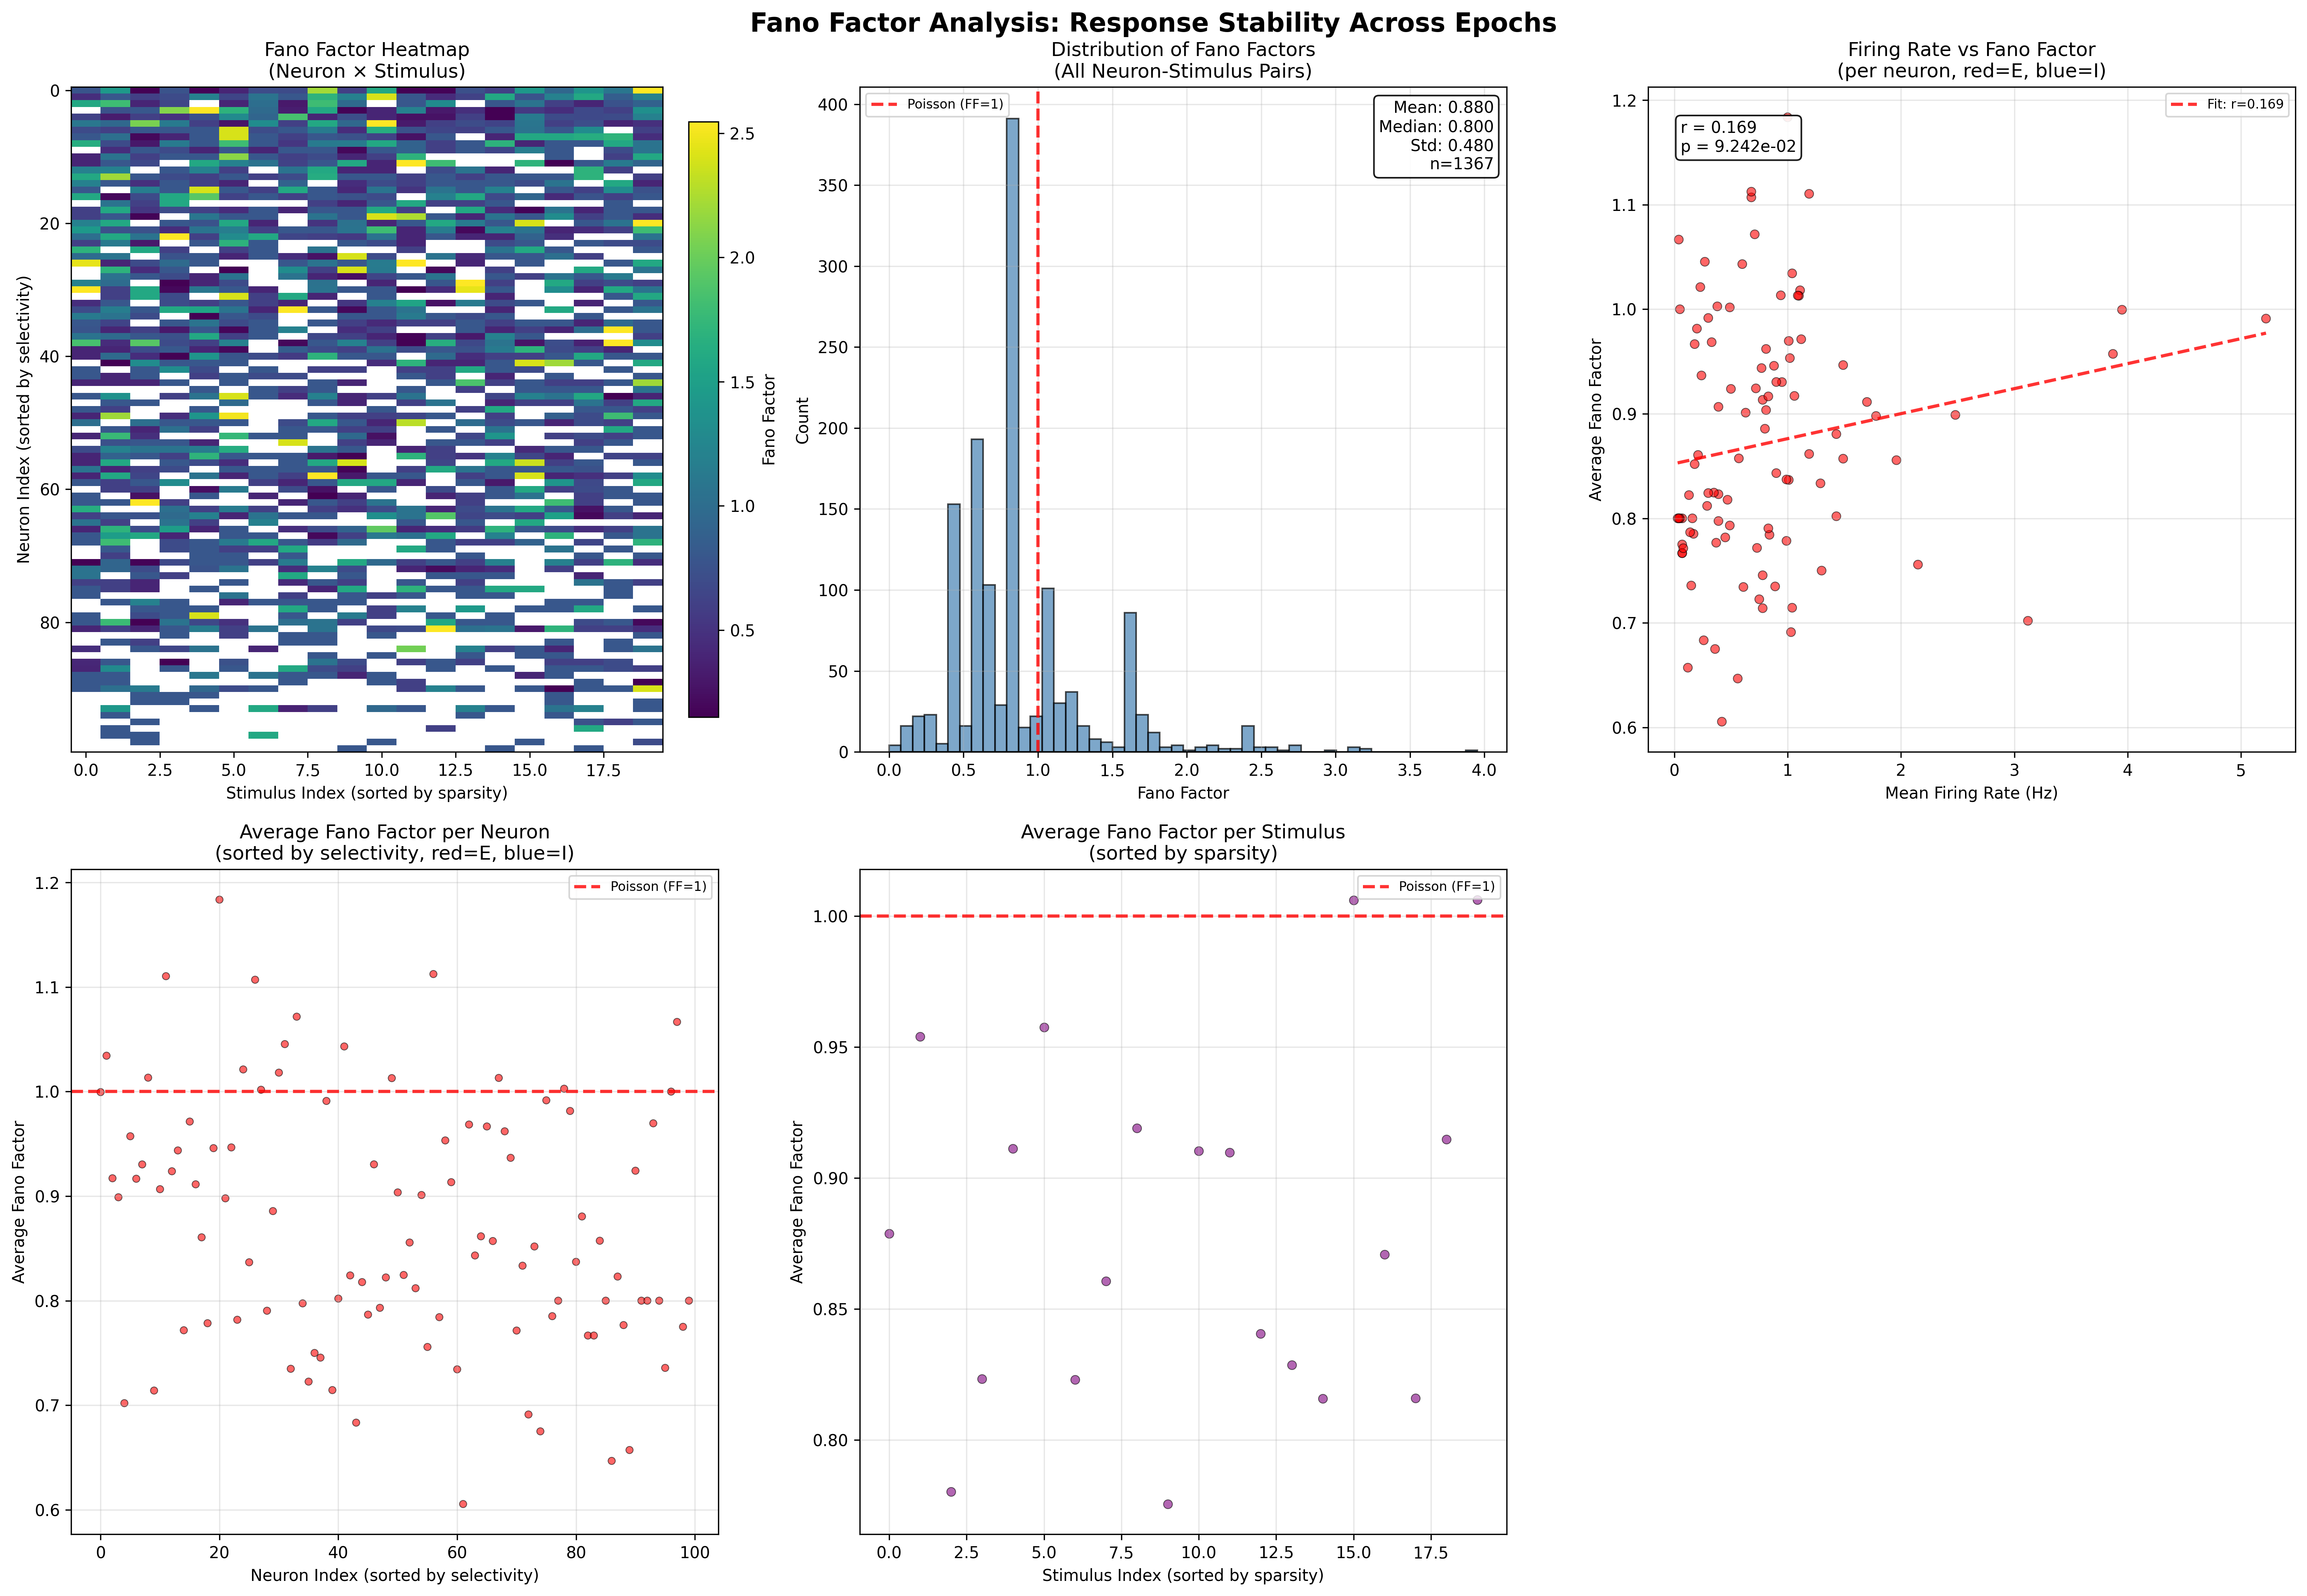 Fano Factor Analysis: Response Stability Across Epochs
Fano Factor Heatmap
(Neuron × Stimulus)
0
20
40
60
80
Neuron Index (sorted by selectivity)
0.0
2.5
5.0
7.5
10.0
12.5
15.0
17.5
Stimulus Index (sorted by sparsity)
2.5
2.0
1.5
1.0
0.5
Fano Factor
Distribution of Fano Factors
(All Neuron-Stimulus Pairs)
Poisson (FF=1)
Mean: 0.880
Median: 0.800
Std: 0.480
n=1367
400
350
300
250
200
150
100
50
0
Count
0.0
0.5
1.0
1.5
2.0
2.5
3.0
3.5
4.0
Fano Factor
Firing Rate vs Fano Factor
(per neuron, red=E, blue=I)
Fit: r=0.169
r = 0.169
p = 9.242e-02
1.2
1.1
1.0
0.9
0.8
0.7
0.6
Average Fano Factor
0
1
2
3
4
5
Mean Firing Rate (Hz)
Average Fano Factor per Neuron
(sorted by selectivity, red=E, blue=I)
Poisson (FF=1)
1.2
1.1
1.0
0.9
0.8
0.7
0.6
Average Fano Factor
0
20
40
60
80
100
Neuron Index (sorted by selectivity)
Average Fano Factor per Stimulus
(sorted by sparsity)
Poisson (FF=1)
1.00
0.95
0.90
0.85
0.80
Average Fano Factor
0.0
2.5
5.0
7.5
10.0
12.5
15.0
17.5
Stimulus Index (sorted by sparsity)